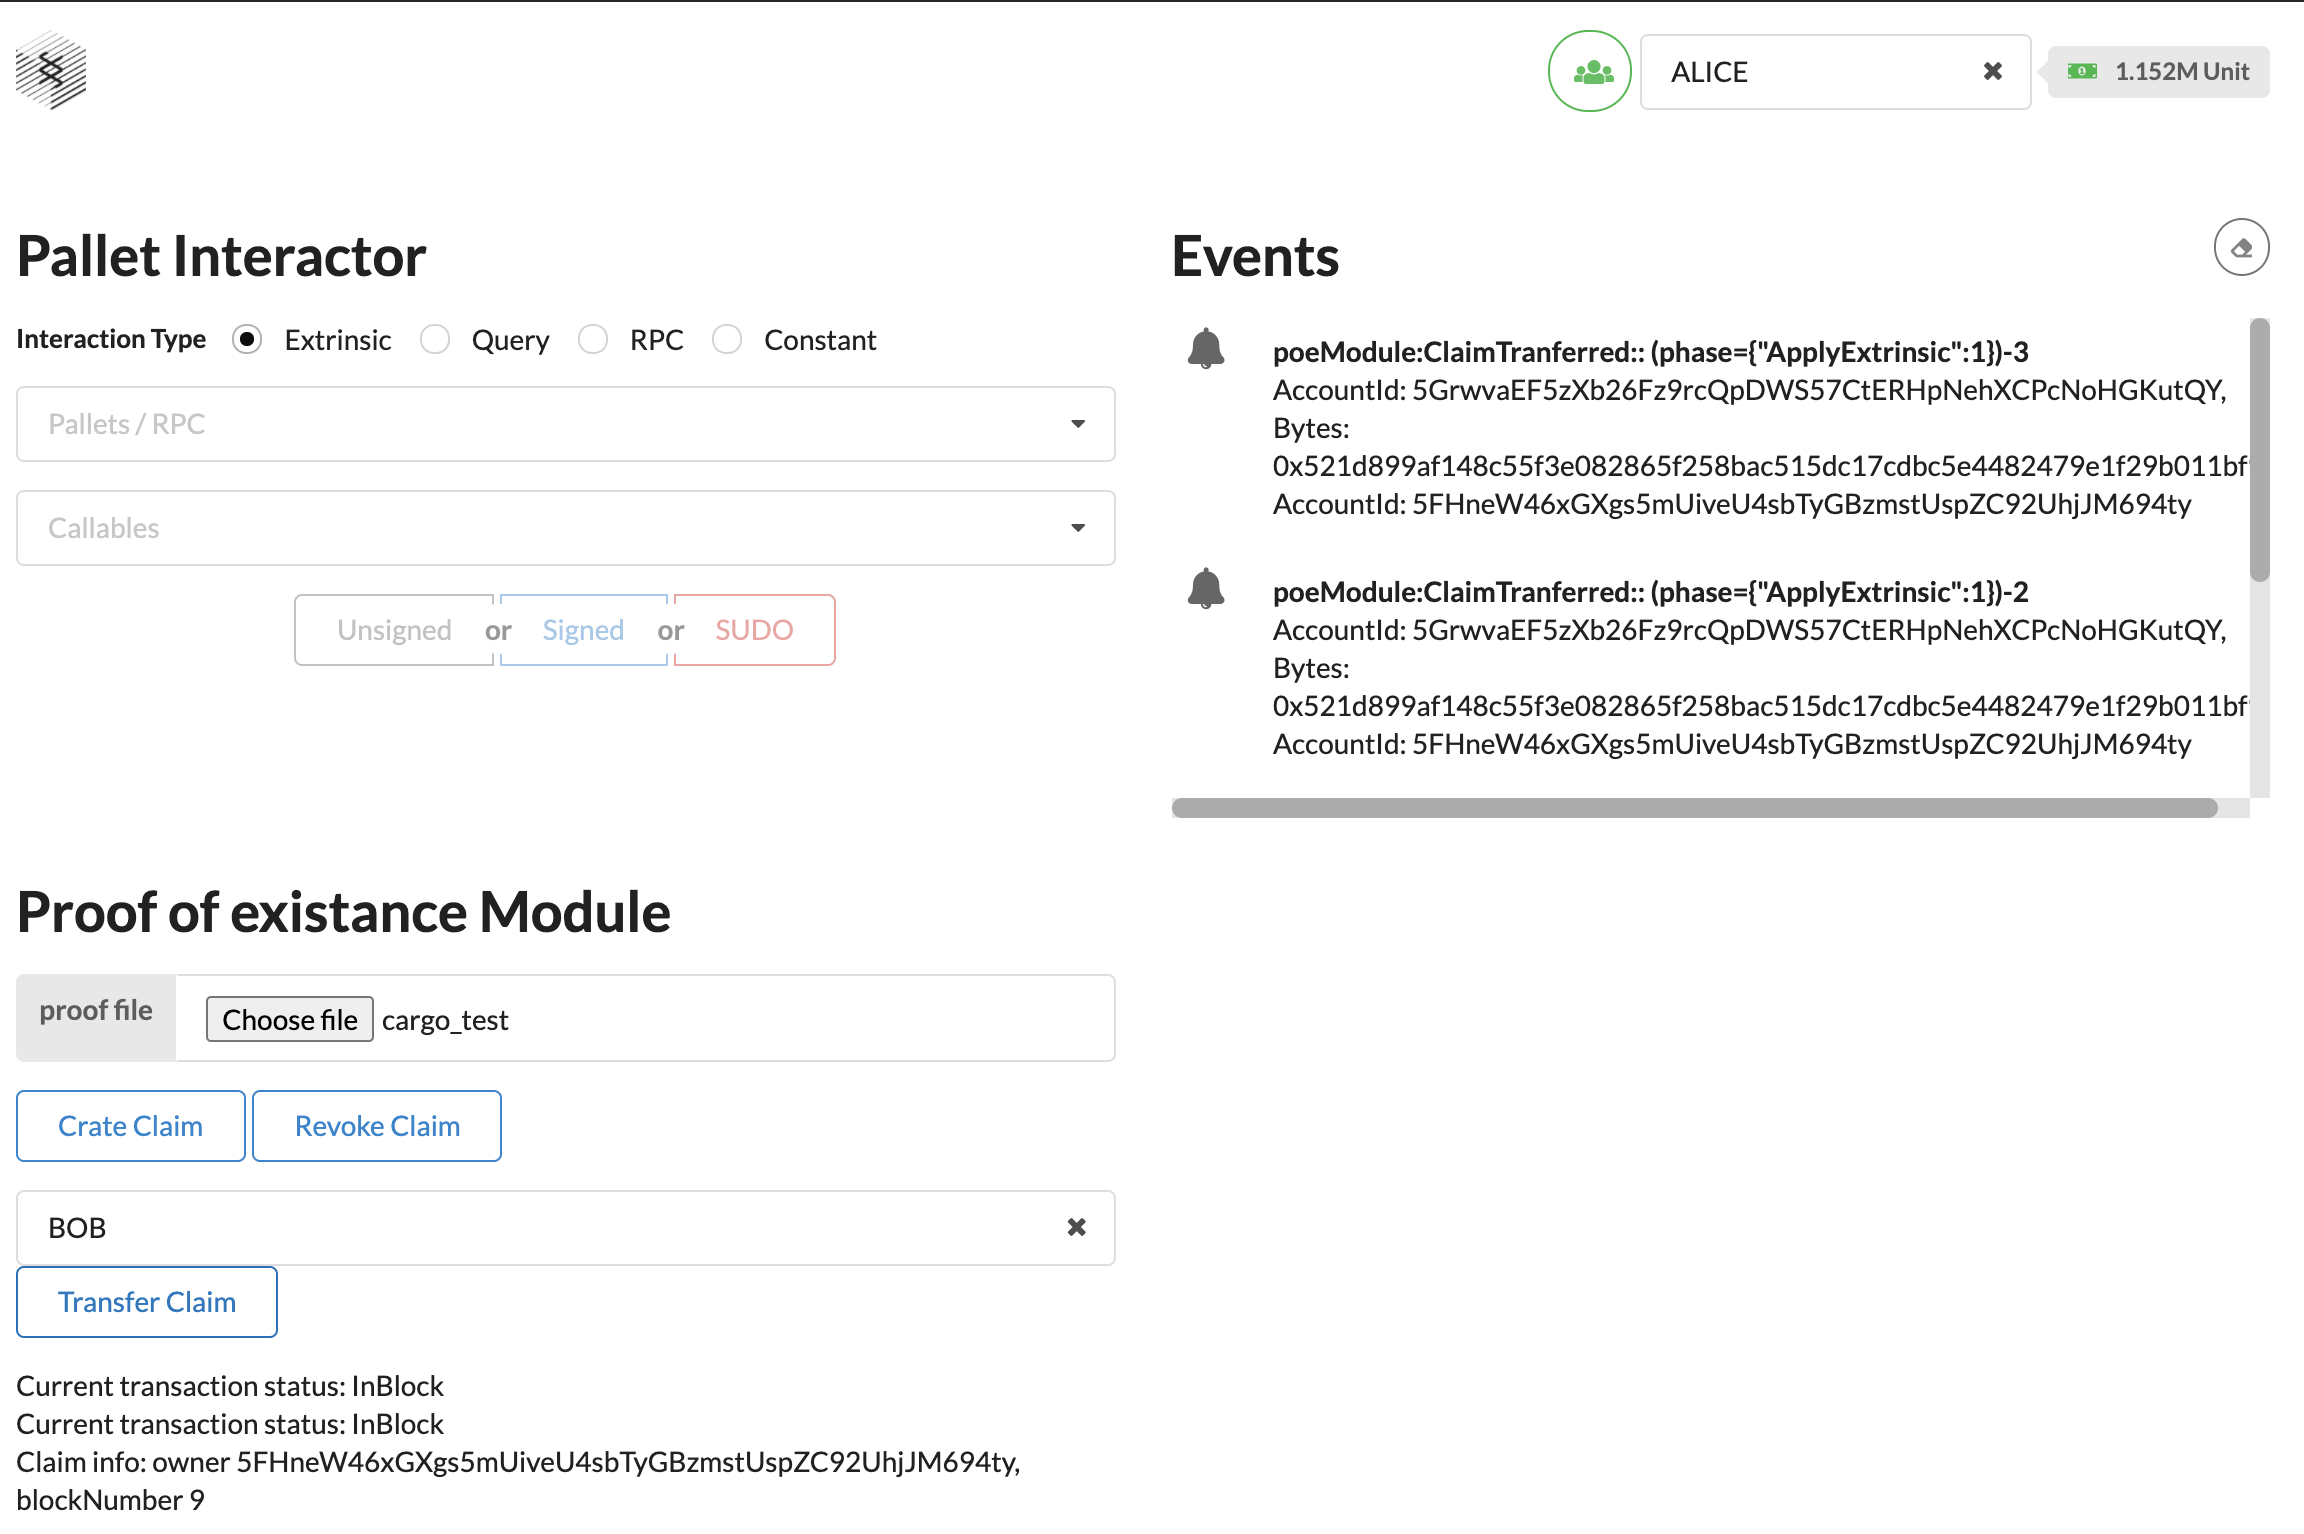 ALICE
1.152M Unit
Pallet Interactor
Interaction Type Extrinsic Query RPC Constant
Pallets / RPC
Callables
Unsigned or Signed or SUDO
Events
poeModule:ClaimTranferred:: (phase={"ApplyExtrinsic":1})-3
AccountId: 5GrwvaEF5zXb26Fz9rcQpDWS57CtERHpNehXCPcNoHGKutQY,
Bytes:
0x521d899af148c55f3e082865f258bac515dc17cdbc5e4482479e1f29b011bf
AccountId: 5FHneW46xGXgs5mUiveU4sbTyGBzmstUspZC92UhjJM694ty
poeModule:ClaimTranferred:: (phase={"ApplyExtrinsic":1})-2
AccountId: 5GrwvaEF5zXb26Fz9rcQpDWS57CtERHpNehXCPcNoHGKutQY,
Bytes:
0x521d899af148c55f3e082865f258bac515dc17cdbc5e4482479e1f29b011bf
AccountId: 5FHneW46xGXgs5mUiveU4sbTyGBzmstUspZC92UhjJM694ty
Proof of existance Module
proof file Choose file cargo_test
Crate Claim Revoke Claim
BOB
Transfer Claim
Current transaction status: InBlock
Current transaction status: InBlock
Claim info: owner 5FHneW46xGXgs5mUiveU4sbTyGBzmstUspZC92UhjJM694ty,
blockNumber 9